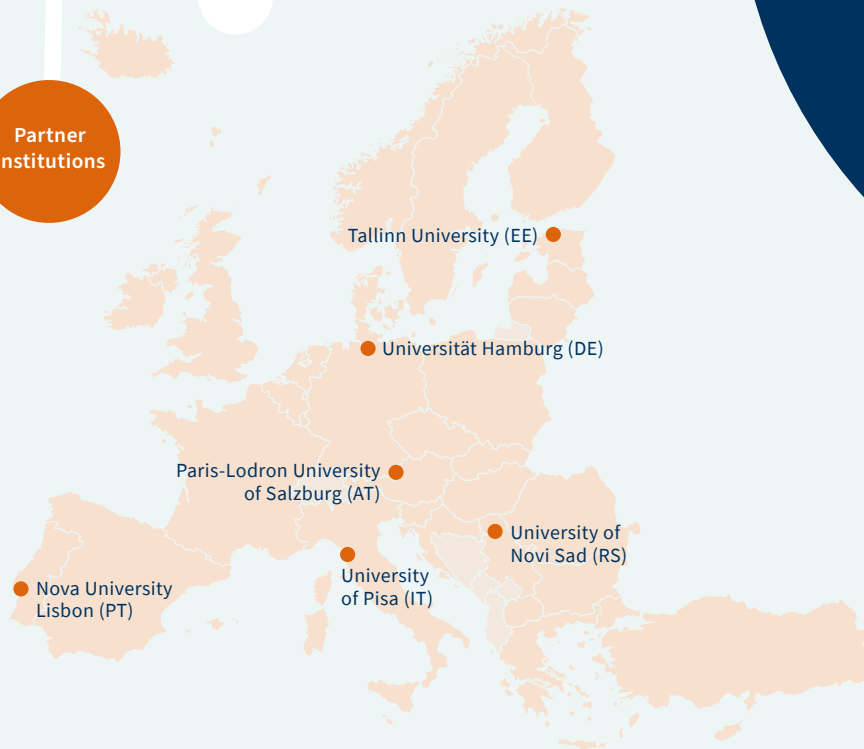 Partner
nstitutions
Tallinn University (EE)
Universität Hamburg (DE)
Paris-Lodron University
of Salzburg (AT)
University of
Novi Sad (RS)
University
of Pisa (IT)
Nova University
Lisbon (PT)